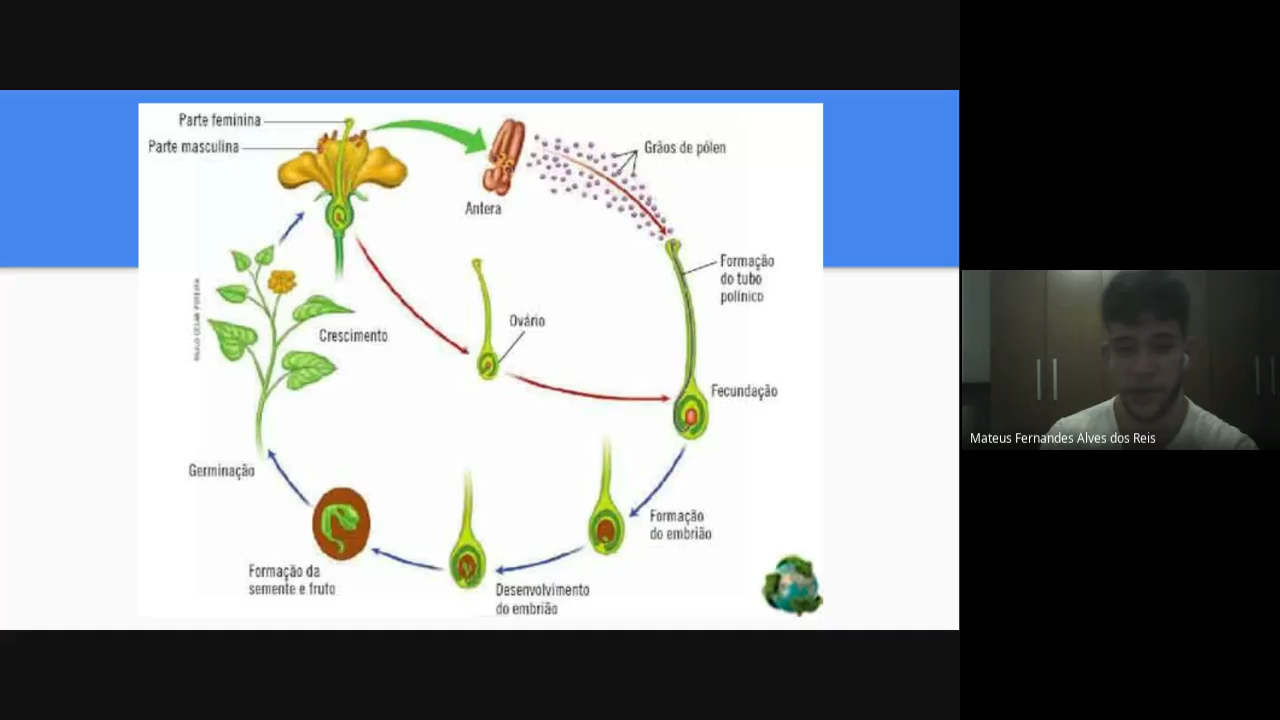 Parte feminina
Parte masculina
Grãos de pólen
Antera
Formação
do tubo
polínico
Ovário
PAULO CÉSAR PEREIRA
Crescimento
Fecundação
Mateus Fernandes Alves dos Reis
Germinação
Formação
do embrião
Formação da
semente e fruto
Desenvolvimento
do embrião